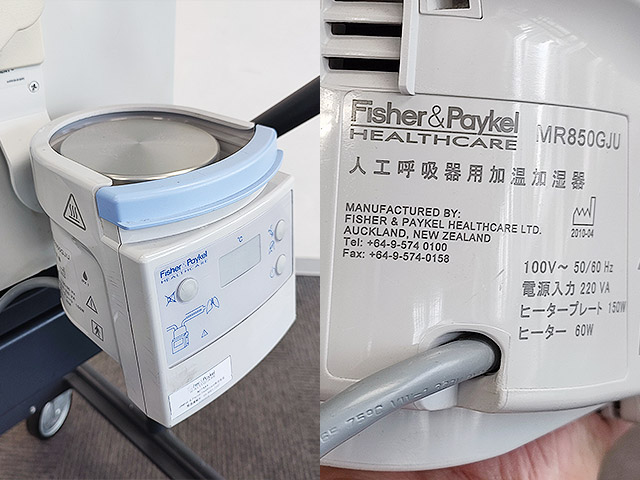 Fisher & Paykel
HEALTHCARE
°C
Fisher&Paykel
HEALTHCARE
MR850GJU
人工呼吸器用加温加湿器
MANUFACTURED BY:
FISHER & PAYKEL HEALTHCARE LTD.
AUCKLAND, NEW ZEALAND
Tel: +64-9-574 0100
Fax: +64-9-574-0158
2010-04
100V～ 50/60 Hz
電源入力 220 VA
ヒータープレート 150W
ヒーター 60W